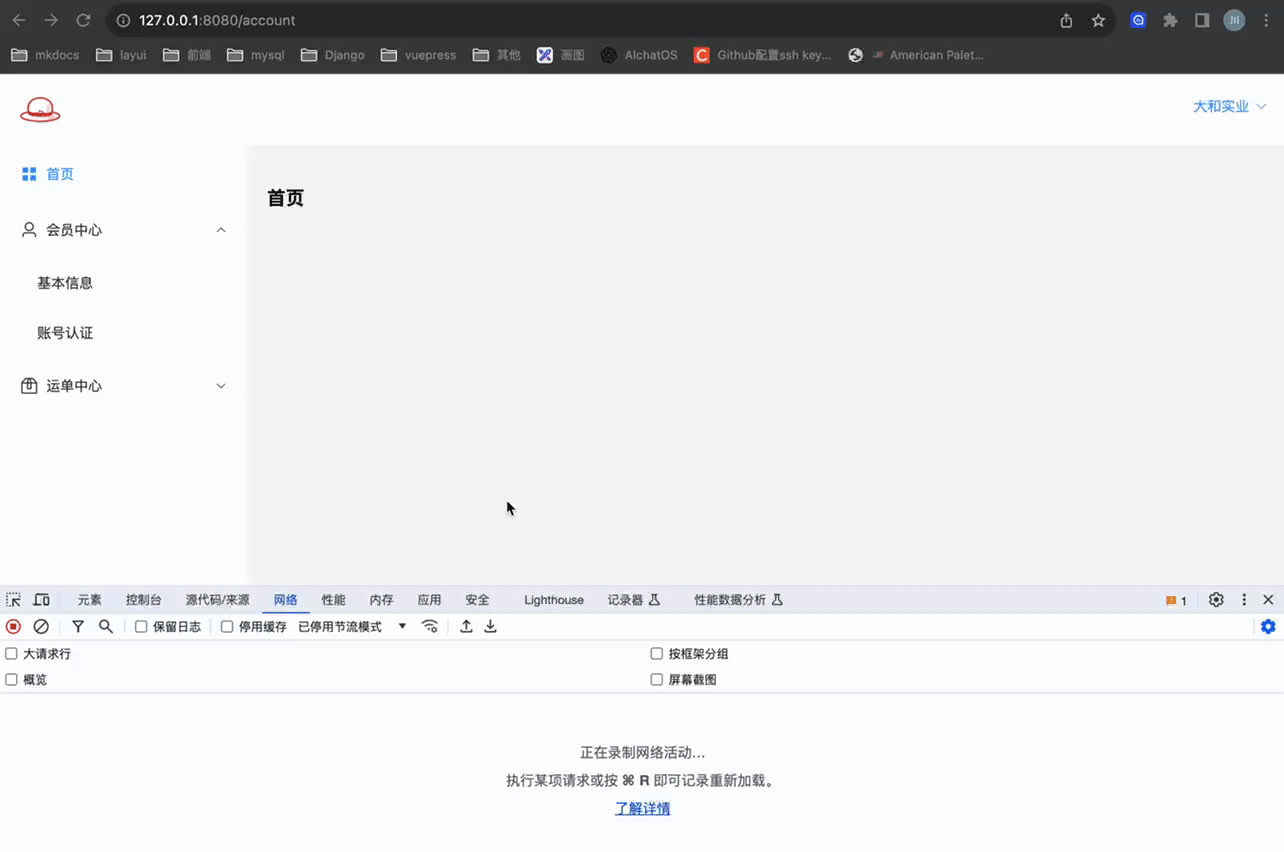 127.0.0.1:8080/account
mkdocs layui 前端 mysql Django vuepress 其他 画图 AIchatOS Github配置ssh key... American Palet...
大和实业
首页
首页
会员中心
基本信息
账号认证
运单中心
元素 控制台 源代码/来源 网络 性能 内存 应用 安全 Lighthouse 记录器 性能数据分析 1
保留日志 停用缓存 已停用节流模式
大请求行 按框架分组
概览 屏幕截图
正在录制网络活动…
执行某项请求或按 ⌘ R 即可记录重新加载。
了解详情